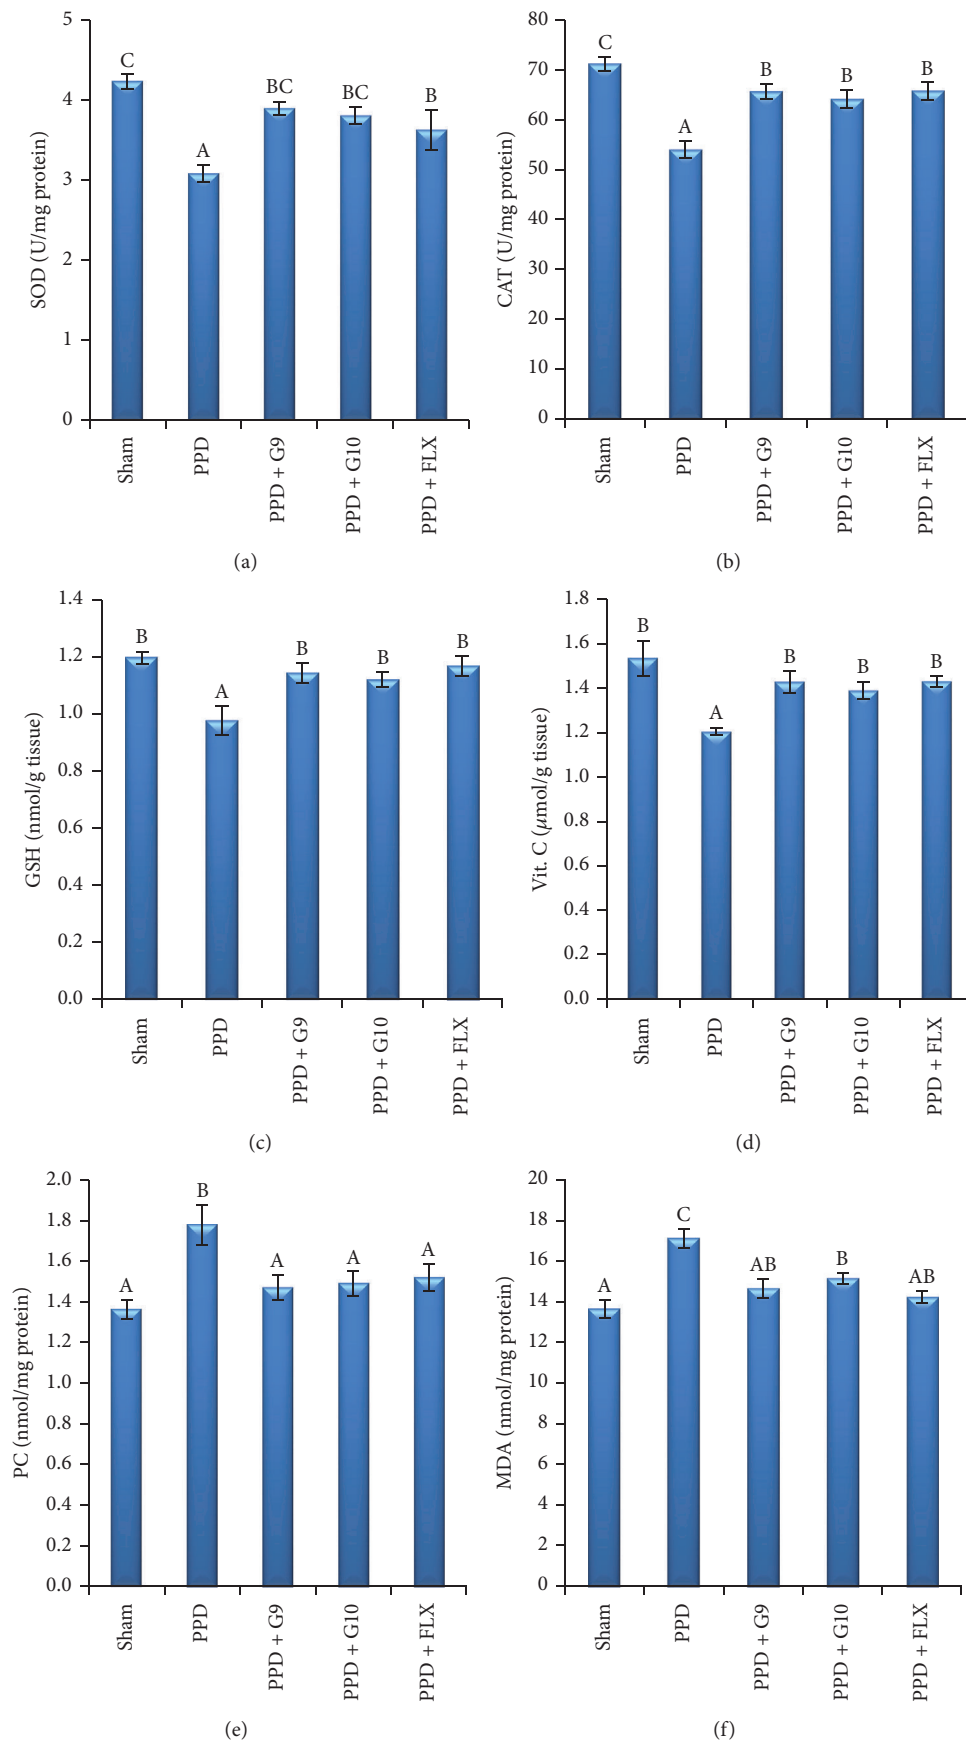 5
4
3
2
1
0
SOD (U/mg protein)
C
A
BC
BC
B
Sham
PPD
PPD + G9
PPD + G10
PPD + FLX
(a)
80
70
60
50
40
30
20
10
0
CAT (U/mg protein)
C
A
B
B
B
Sham
PPD
PPD + G9
PPD + G10
PPD + FLX
(b)
1.4
1.2
1.0
0.8
0.6
0.4
0.2
0.0
GSH (nmol/g tissue)
B
A
B
B
B
Sham
PPD
PPD + G9
PPD + G10
PPD + FLX
(c)
1.8
1.6
1.4
1.2
1.0
0.8
0.6
0.4
0.2
0.0
Vit. C (μmol/g tissue)
B
A
B
B
B
Sham
PPD
PPD + G9
PPD + G10
PPD + FLX
(d)
2.0
1.8
1.6
1.4
1.2
1.0
0.8
0.6
0.4
0.2
0.0
PC (nmol/mg protein)
A
B
A
A
A
Sham
PPD
PPD + G9
PPD + G10
PPD + FLX
(e)
20
18
16
14
12
10
8
6
4
2
0
MDA (nmol/mg protein)
A
C
AB
B
AB
Sham
PPD
PPD + G9
PPD + G10
PPD + FLX
(f)